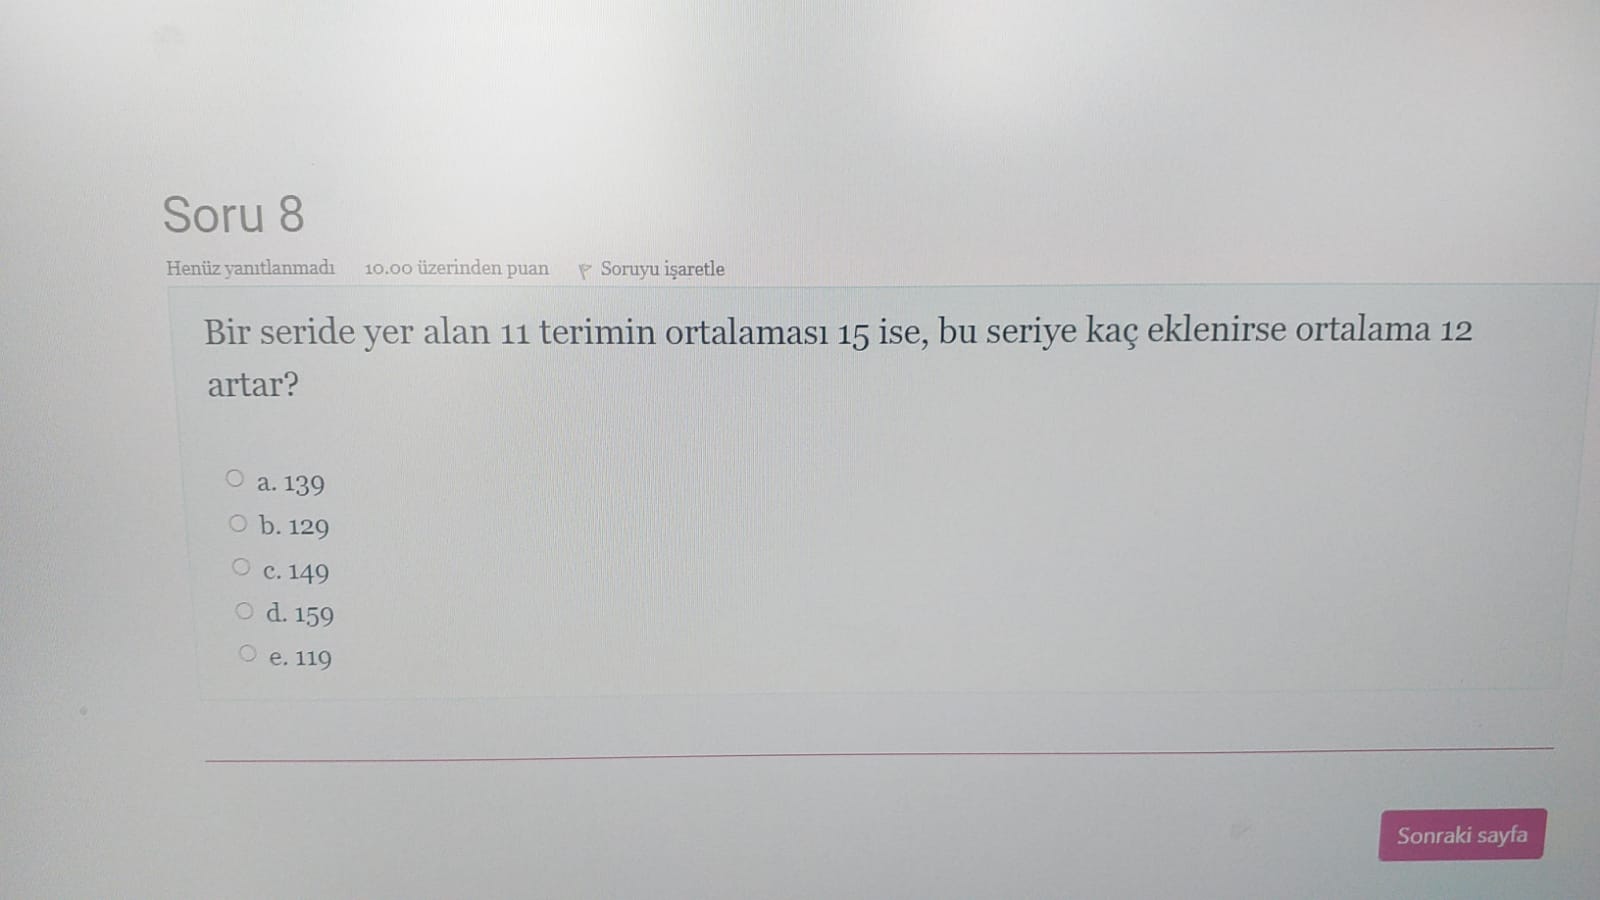 Soru 8
Henüz yanıtlanmadı 10.00 üzerinden puan Soruyu işaretle
Bir seride yer alan 11 terimin ortalaması 15 ise, bu seriye kaç eklenirse ortalama 12
artar?
a. 139
b. 129
c. 149
d. 159
e. 119
Sonraki sayfa